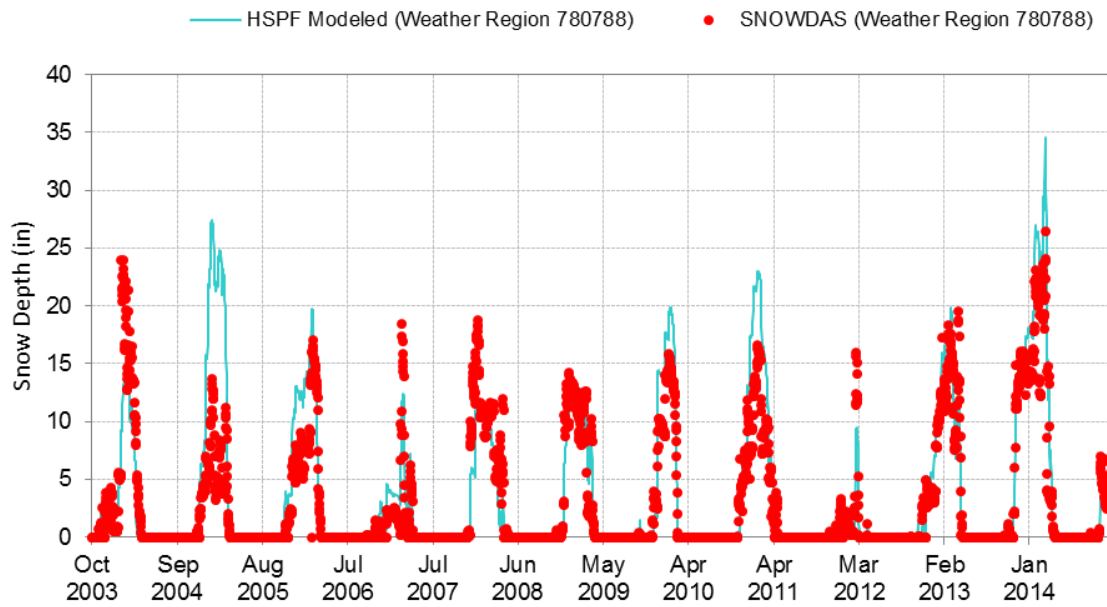 HSPF Modeled (Weather Region 780788) SNOWDAS (Weather Region 780788)
40
35
30
25
20
15
10
5
0
Snow Depth (in)
Oct Sep Aug Jul Jul Jun May Apr Apr Mar Feb Jan
2003 2004 2005 2006 2007 2008 2009 2010 2011 2012 2013 2014